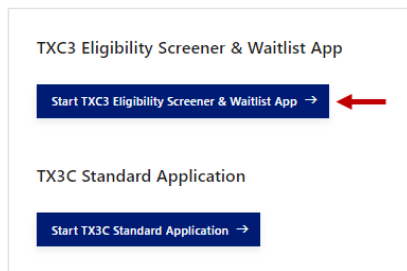 TXC3 Eligibility Screener & Waitlist App
Start TXC3 Eligibility Screener & Waitlist App →
TX3C Standard Application
Start TX3C Standard Application →